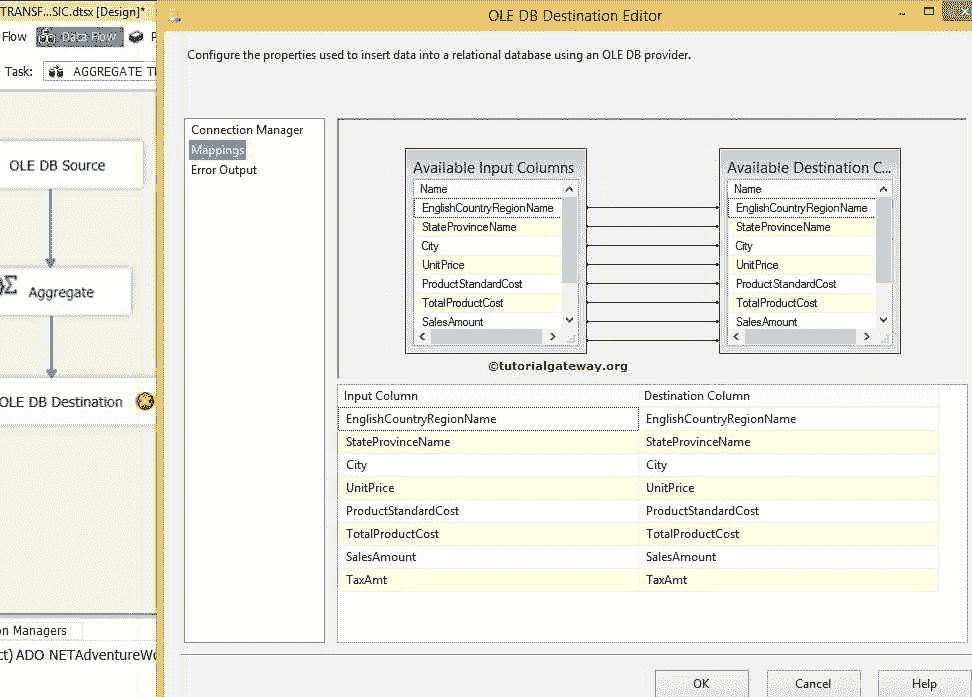 TRANSF...SIC.dtsx [Design]*
OLE DB Destination Editor
Flow Data Flow P
Task: AGGREGATE T
Configure the properties used to insert data into a relational database using an OLE DB provider.
OLE DB Source
Aggregate
OLE DB Destination
Connection Manager
Mappings
Error Output
Available Input Columns
Name
EnglishCountryRegionName
StateProvinceName
City
UnitPrice
ProductStandardCost
TotalProductCost
SalesAmount
Available Destination C...
Name
EnglishCountryRegionName
StateProvinceName
City
UnitPrice
ProductStandardCost
TotalProductCost
SalesAmount
©tutorialgateway.org
Input Column Destination Column
EnglishCountryRegionName EnglishCountryRegionName
StateProvinceName StateProvinceName
City City
UnitPrice UnitPrice
ProductStandardCost ProductStandardCost
TotalProductCost TotalProductCost
SalesAmount SalesAmount
TaxAmt TaxAmt
on Managers
ct) ADO NETAdventureWo
OK Cancel Help